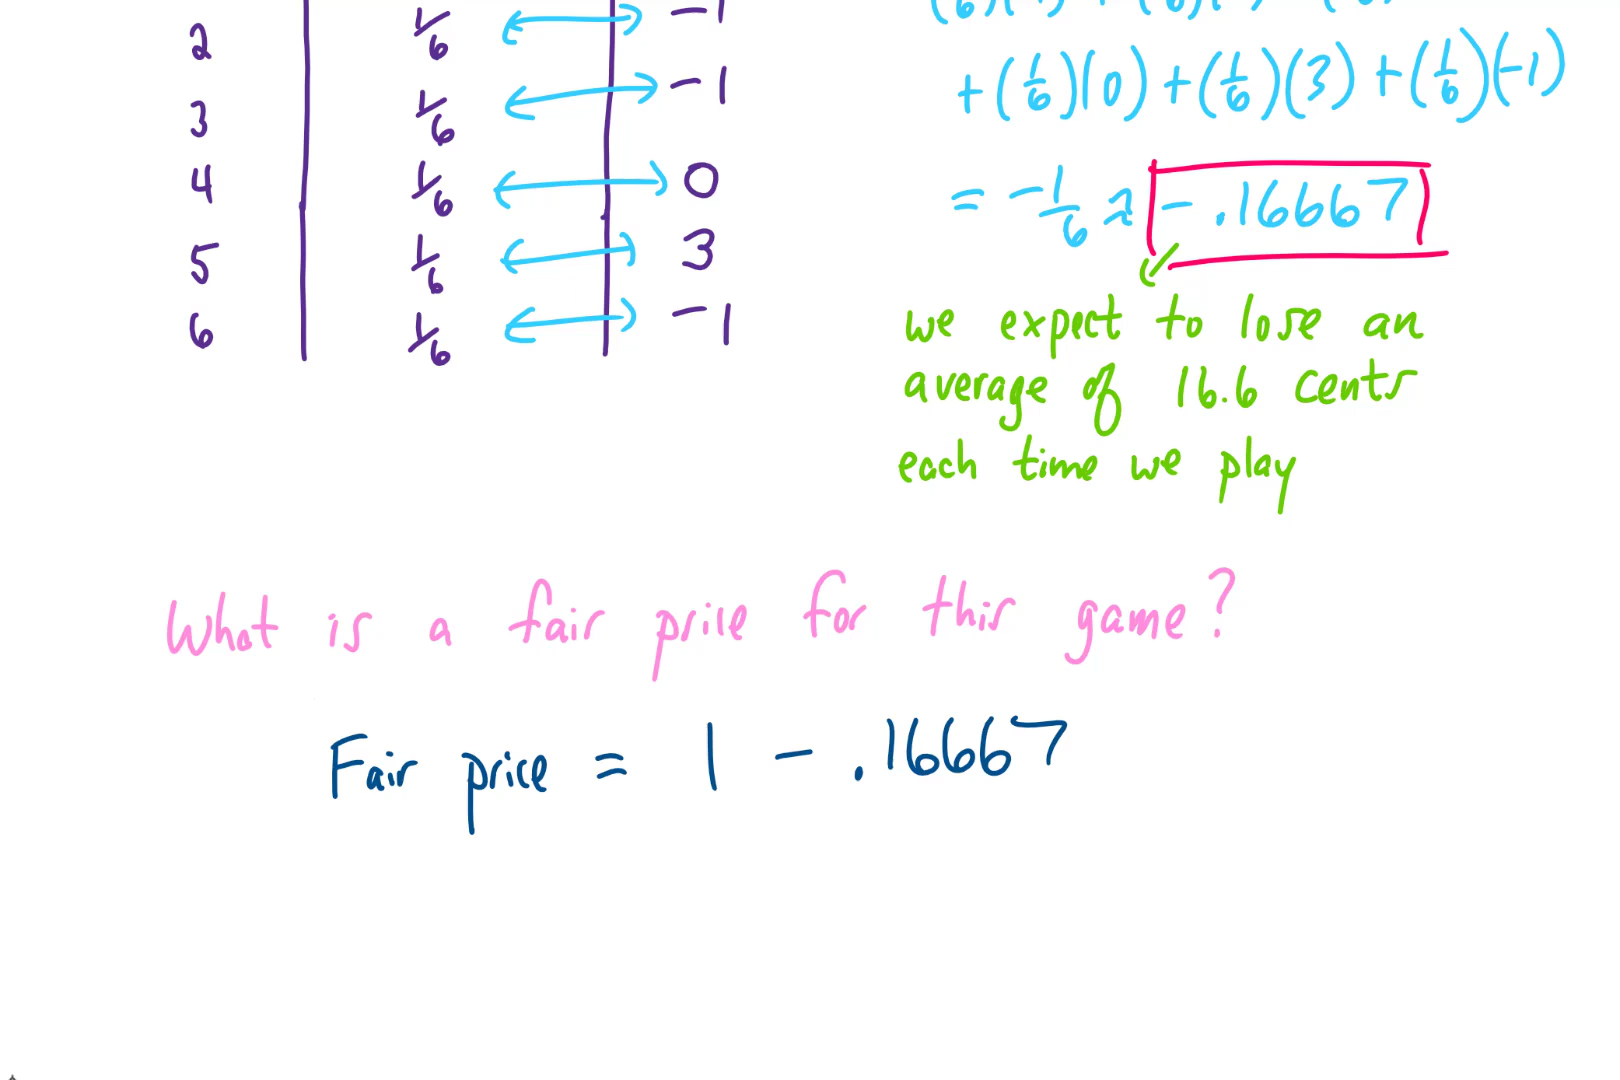 2 1/6 -1
3 1/6 -1
4 1/6 0
5 1/6 3
6 1/6 -1
+(1/6)(0)+(1/6)(3)+(1/6)(-1)
= -1/6 ≈ -.16667
we expect to lose an
average of 16.6 cents
each time we play
What is a fair price for this game?
Fair price = 1 - .16667